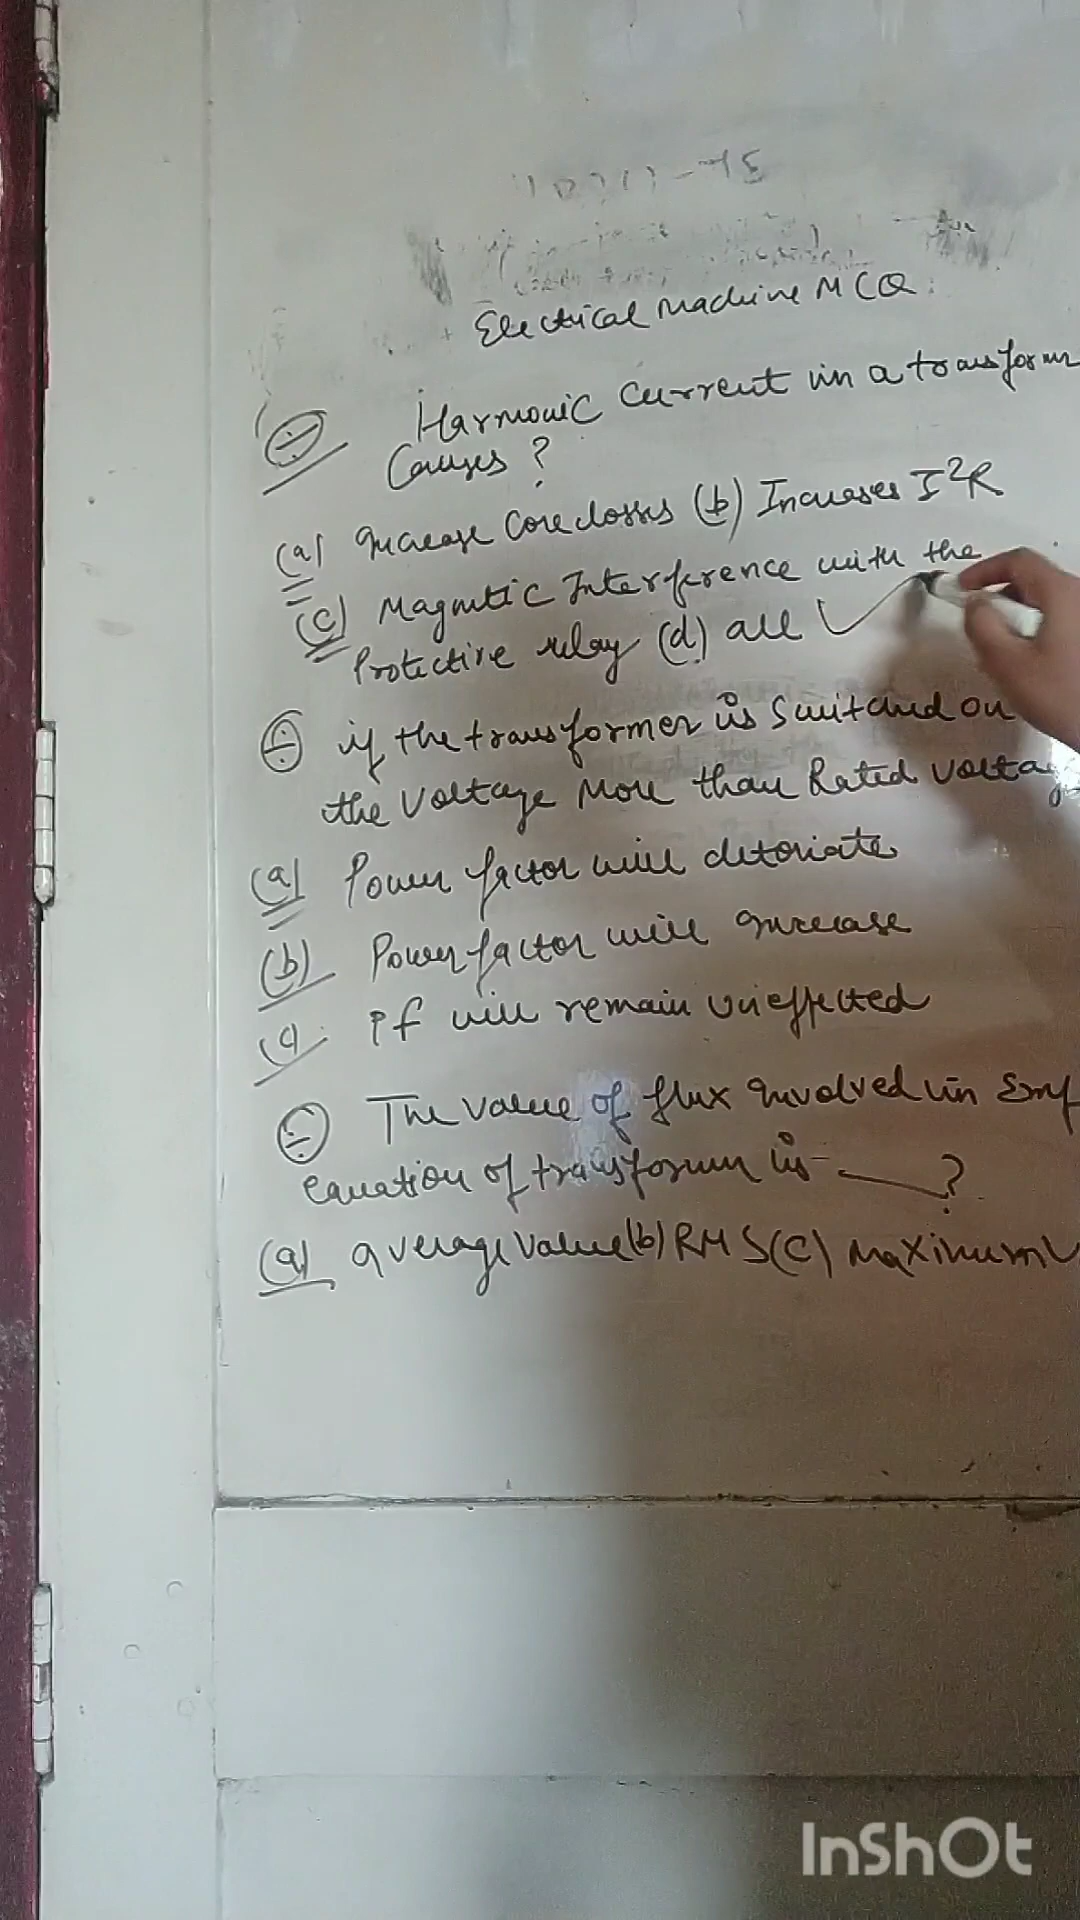 Electrical Machine MCQ.
Harmonic Current in a transform
Causes ?
(a) Increase Core losses (b) Increases I²R
(c) Magnetic Interference with the
Protective relay (d) all
if the transformer is switched on
the Voltage More than Rated Volta
(a) Power factor will detoriate
(b) Power factor will increase
Pf will remain uneffected
The value of flux involved in Emf
equation of transformer is — ?
(a) average value (b) RMS (c) Maximum
InShOt